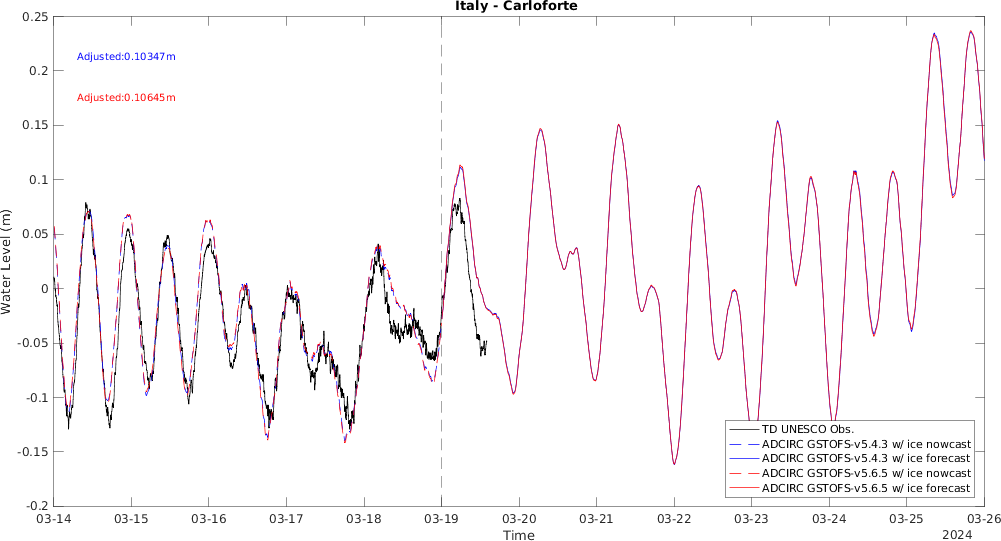 Italy - Carloforte
Adjusted:0.10347m
Adjusted:0.10645m
Water Level (m)
0.25
0.2
0.15
0.1
0.05
0
-0.05
-0.1
-0.15
-0.2
TD UNESCO Obs.
ADCIRC GSTOFS-v5.4.3 w/ ice nowcast
ADCIRC GSTOFS-v5.4.3 w/ ice forecast
ADCIRC GSTOFS-v5.6.5 w/ ice nowcast
ADCIRC GSTOFS-v5.6.5 w/ ice forecast
03-14 03-15 03-16 03-17 03-18 03-19 03-20 03-21 03-22 03-23 03-24 03-25 03-26
Time
2024